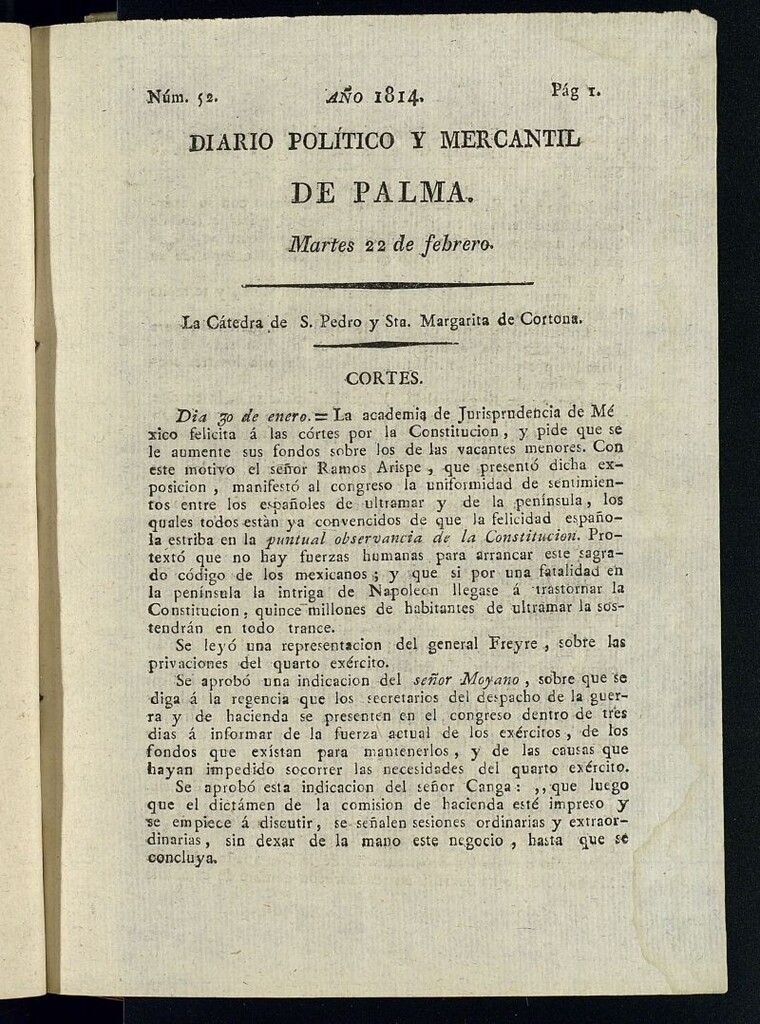 Núm. 52. AÑO 1814. Pág 1.
DIARIO POLÍTICO Y MERCANTIL
DE PALMA.
Martes 22 de febrero.
La Cátedra de S. Pedro y Sta. Margarita de Cortona.
CORTES.
Dia 30 de enero. = La academia de Jurisprudencia de Mé
xico felicita á las córtes por la Constitucion, y pide que se
le aumente sus fondos sobre los de las vacantes menores. Con
este motivo el señor Ramos Arispe, que presentó dicha ex-
posicion, manifestó al congreso la uniformidad de sentimien-
tos entre los españoles de ultramar y de la península, los
quales todos están ya convencidos de que la felicidad españo-
la estriba en la puntual observancia de la Constitucion. Pro-
textó que no hay fuerzas humanas para arrancar este sagra-
do código de los mexicanos; y que si por una fatalidad en
la península la intriga de Napoleon llegase á trastornar la
Constitucion, quince millones de habitantes de ultramar la sos-
tendrán en todo trance.
Se leyó una representacion del general Freyre, sobre las
privaciones del quarto exército.
Se aprobó una indicacion del señor Moyano, sobre que se
diga á la regencia que los secretarios del despacho de la guer-
ra y de hacienda se presenten en el congreso dentro de tres
dias á informar de la fuerza actual de los exércitos, de los
fondos que exîstan para mantenerlos, y de las causas que
hayan impedido socorrer las necesidades del quarto exército.
Se aprobó esta indicacion del señor Canga: ,,que luego
que el dictámen de la comision de hacienda esté impreso y
se empiece á discutir, se señalen sesiones ordinarias y extraor-
dinarias, sin dexar de la mano este negocio, hasta que se
concluya.